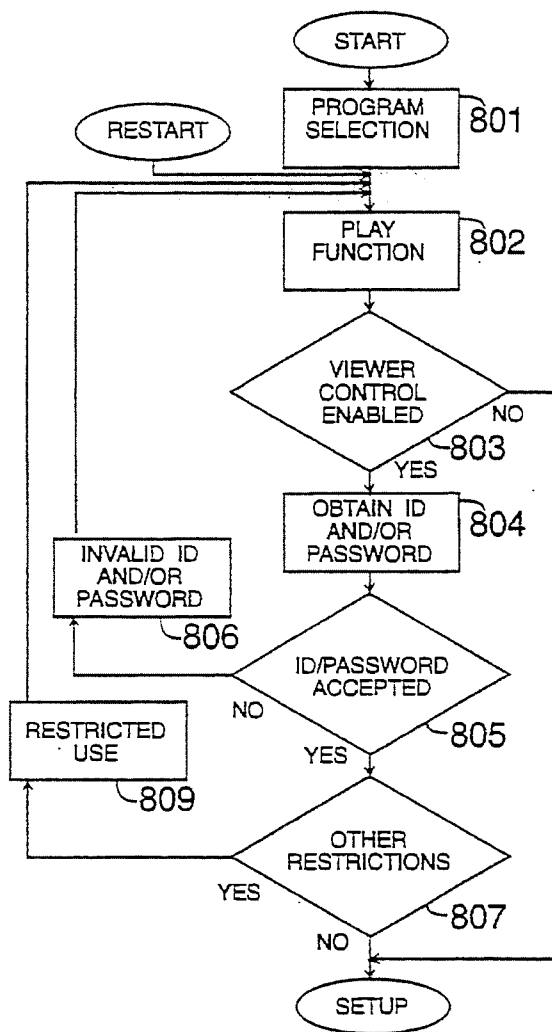 START
PROGRAM
SELECTION
801
RESTART
PLAY
FUNCTION
802
VIEWER
CONTROL
ENABLED
NO
803
YES
OBTAIN ID
AND/OR
PASSWORD
804
INVALID ID
AND/OR
PASSWORD
806
ID/PASSWORD
ACCEPTED
NO
805
YES
RESTRICTED
USE
809
OTHER
RESTRICTIONS
YES
807
NO
SETUP